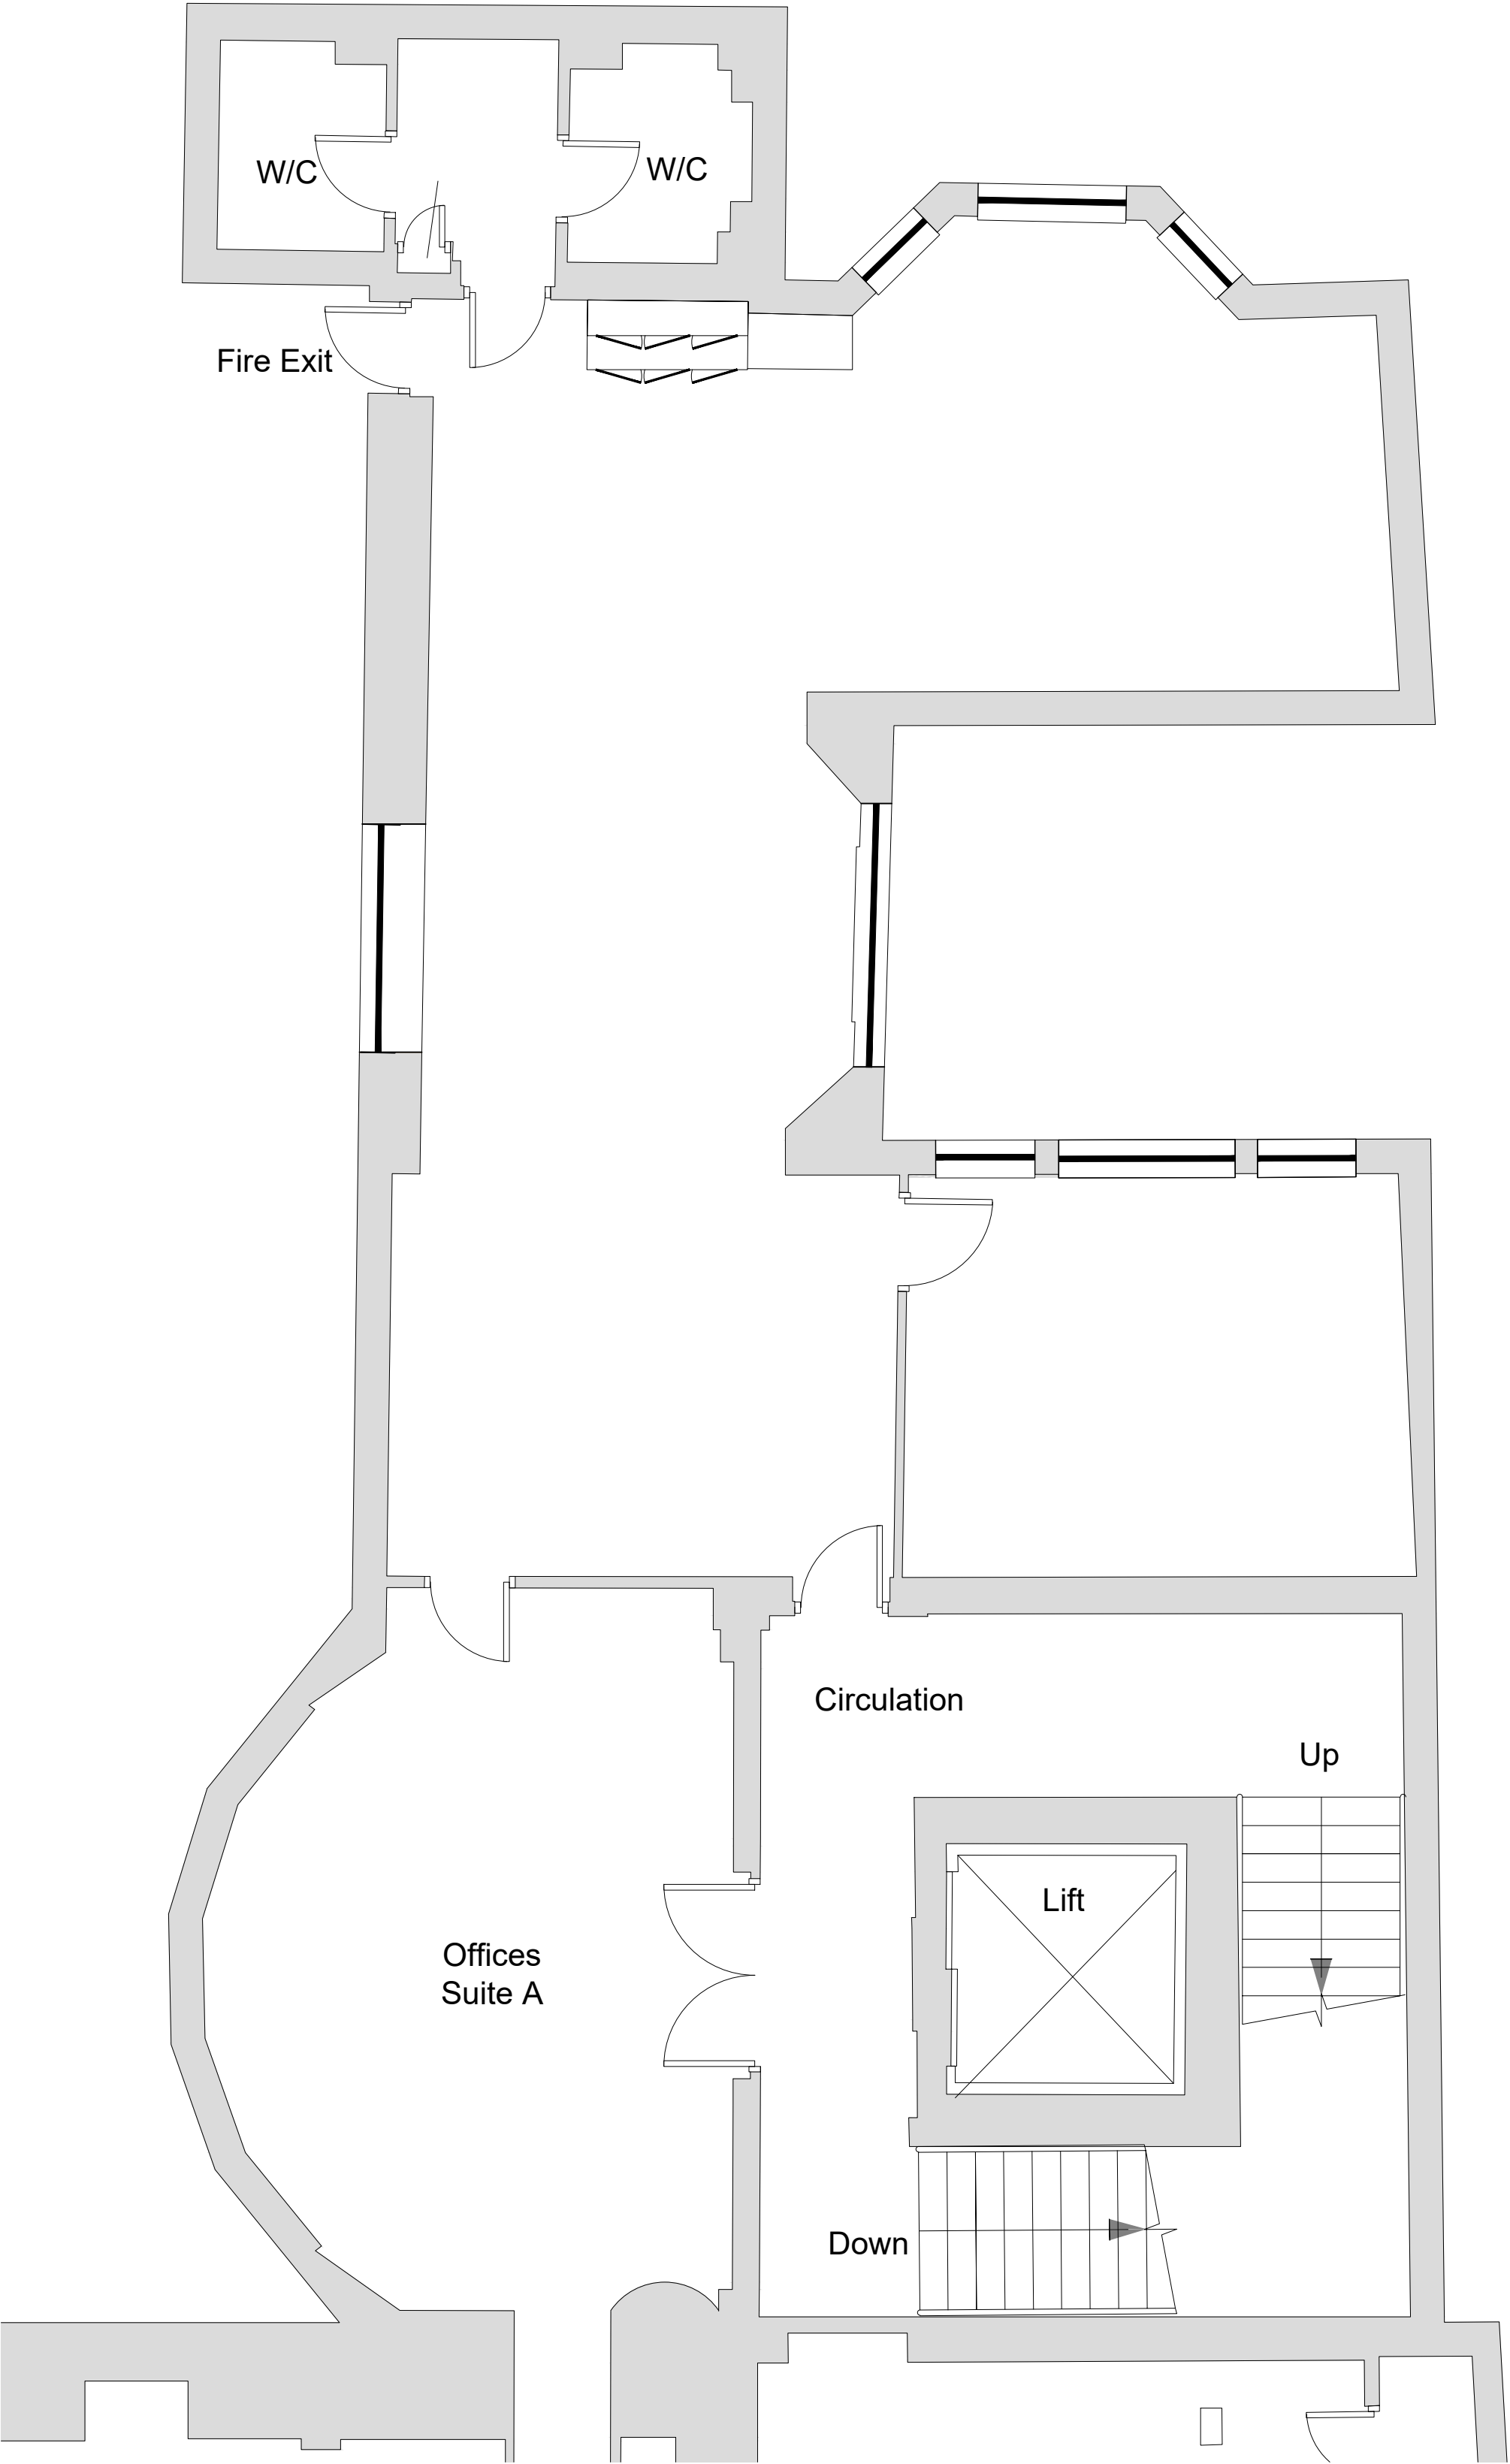 W/C
W/C
Fire Exit
Circulation
Up
Lift
Offices
Suite A
Down